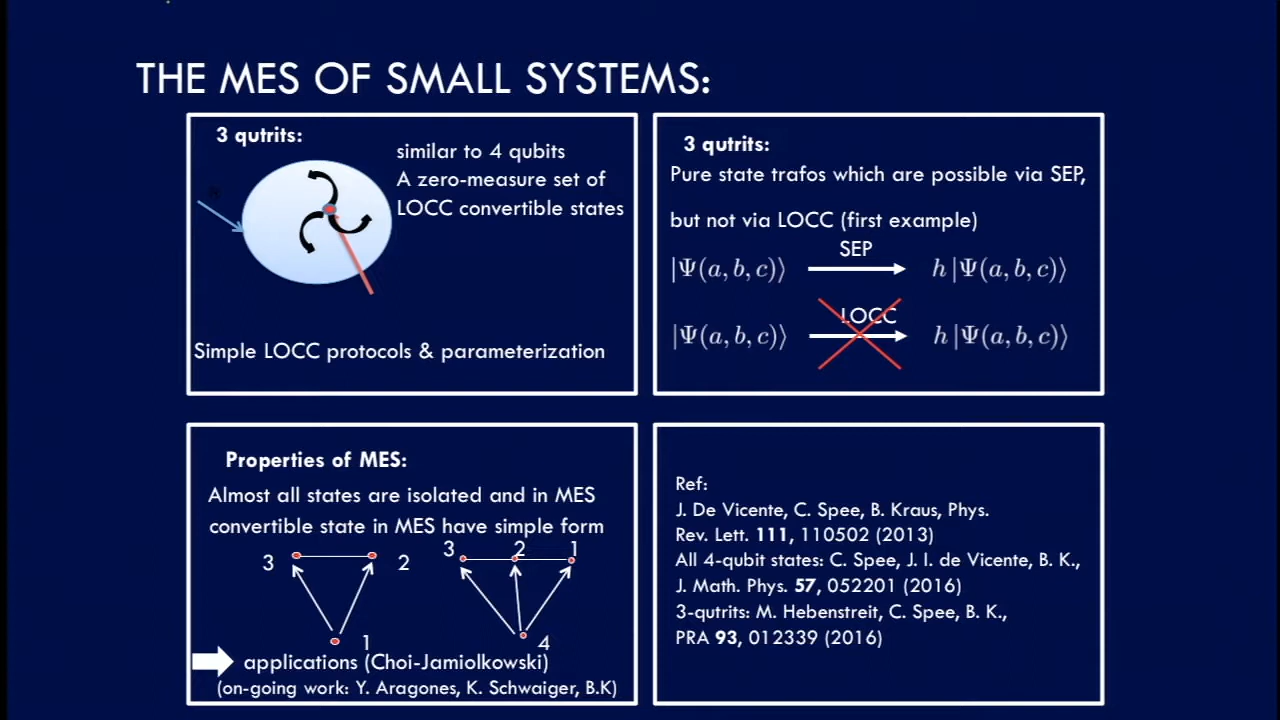 THE MES OF SMALL SYSTEMS:
3 qutrits:
similar to 4 qubits
A zero-measure set of
LOCC convertible states
Simple LOCC protocols & parameterization
3 qutrits:
Pure state trafos which are possible via SEP,
but not via LOCC (first example)
SEP
|Ψ(a, b, c)⟩ h |Ψ(a, b, c)⟩
LOCC
|Ψ(a, b, c)⟩ h |Ψ(a, b, c)⟩
Properties of MES:
Almost all states are isolated and in MES
convertible state in MES have simple form
3 2 3 2 1
1 4
applications (Choi-Jamiolkowski)
(on-going work: Y. Aragones, K. Schwaiger, B.K)
Ref:
J. De Vicente, C. Spee, B. Kraus, Phys.
Rev. Lett. 111, 110502 (2013)
All 4-qubit states: C. Spee, J. I. de Vicente, B. K.,
J. Math. Phys. 57, 052201 (2016)
3-qutrits: M. Hebenstreit, C. Spee, B. K.,
PRA 93, 012339 (2016)